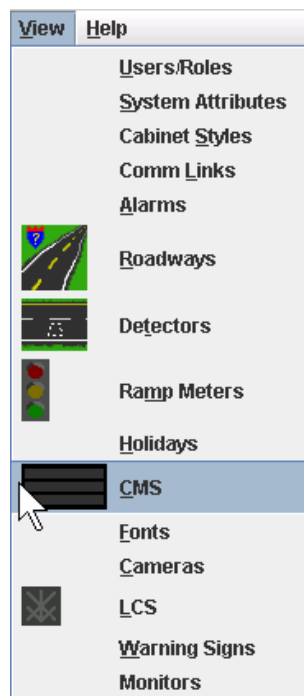 View Help
Users/Roles
System Attributes
Cabinet Styles
Comm Links
Alarms
?
Roadways
Detectors
Ramp Meters
Holidays
CMS
Fonts
Cameras
LCS
Warning Signs
Monitors